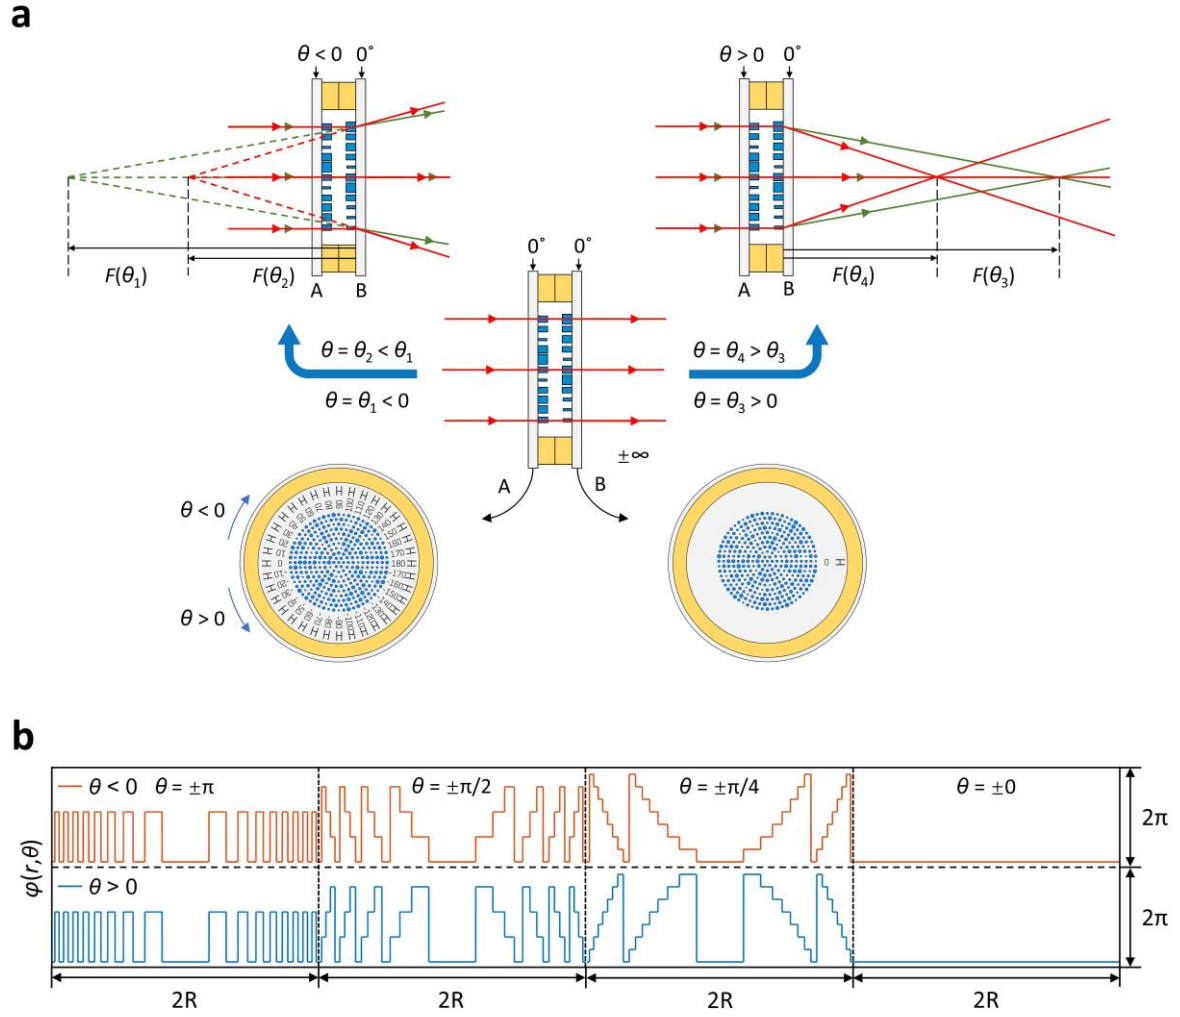 a
θ < 0 0°
θ > 0 0°
F(θ₁) F(θ₂) A B
A B F(θ₄) F(θ₃)
0° 0°
θ = θ₂ < θ₁
θ = θ₁ < 0
θ = θ₄ > θ₃
θ = θ₃ > 0
±∞
A B
θ < 0
θ > 0
0 H
b
φ(r,θ)
θ < 0 θ = ±π θ = ±π/2 θ = ±π/4 θ = ±0
2π
θ > 0
2π
2R 2R 2R 2R